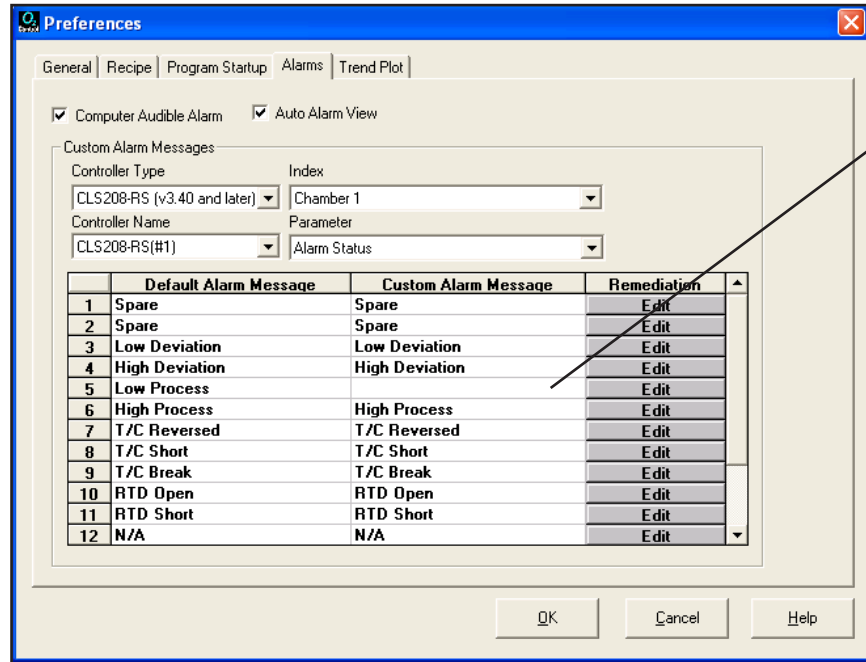 O2 Control Preferences
General Recipe Program Startup Alarms Trend Plot
Computer Audible Alarm Auto Alarm View
Custom Alarm Messages
Controller Type Index
CLS208-RS (v3.40 and later) Chamber 1
Controller Name Parameter
CLS208-RS(#1) Alarm Status
Default Alarm Message Custom Alarm Message Remediation
1 Spare Spare Edit
2 Spare Spare Edit
3 Low Deviation Low Deviation Edit
4 High Deviation High Deviation Edit
5 Low Process Edit
6 High Process High Process Edit
7 T/C Reversed T/C Reversed Edit
8 T/C Short T/C Short Edit
9 T/C Break T/C Break Edit
10 RTD Open RTD Open Edit
11 RTD Short RTD Short Edit
12 N/A N/A Edit
OK Cancel Help